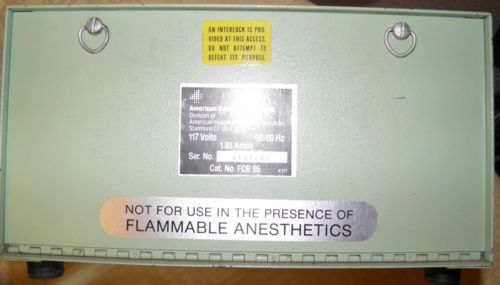 AN INTERLOCK IS PRO-
VIDED AT THIS ACCESS.
DO NOT ATTEMPT TO
DEFEAT ITS PURPOSE.
American
Division of
American
Stamford CT
117 Volts 50/60 Hz
1.85 Amps
Ser. No.
Cat. No. FCB 95
NOT FOR USE IN THE PRESENCE OF
FLAMMABLE ANESTHETICS